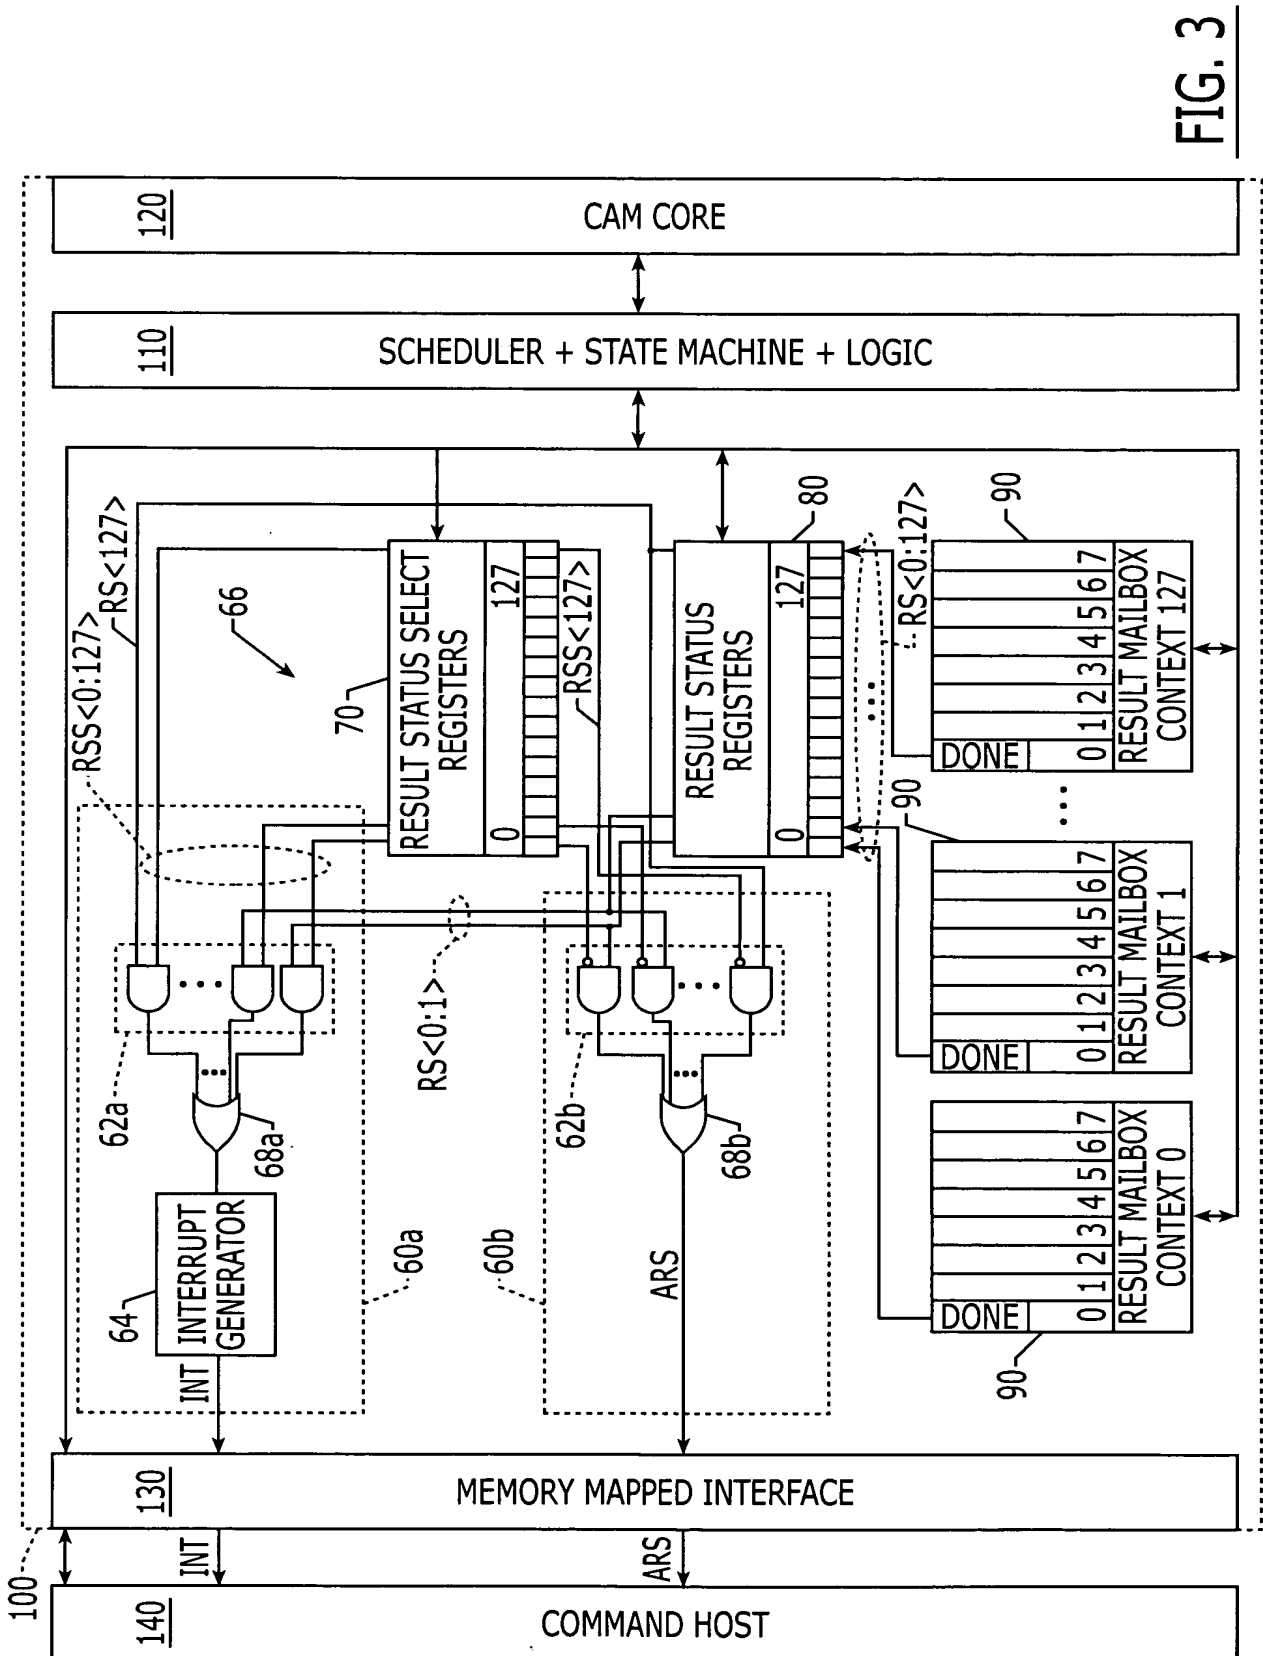 FIG. 3
120
CAM CORE
110
SCHEDULER + STATE MACHINE + LOGIC
RSS<0:127>
RS<127>
66
70
RESULT STATUS SELECT
REGISTERS
0
127
RSS<127>
RESULT STATUS
REGISTERS
0
127
80
RS<0:127>
RS<0:1>
62a
68a
64
INTERRUPT
GENERATOR
INT
60a
62b
68b
ARS
60b
90
DONE
0 1 2 3 4 5 6 7
RESULT MAILBOX
CONTEXT 0
90
DONE
0 1 2 3 4 5 6 7
RESULT MAILBOX
CONTEXT 1
90
DONE
0 1 2 3 4 5 6 7
RESULT MAILBOX
CONTEXT 127
130
MEMORY MAPPED INTERFACE
100
INT
ARS
140
COMMAND HOST